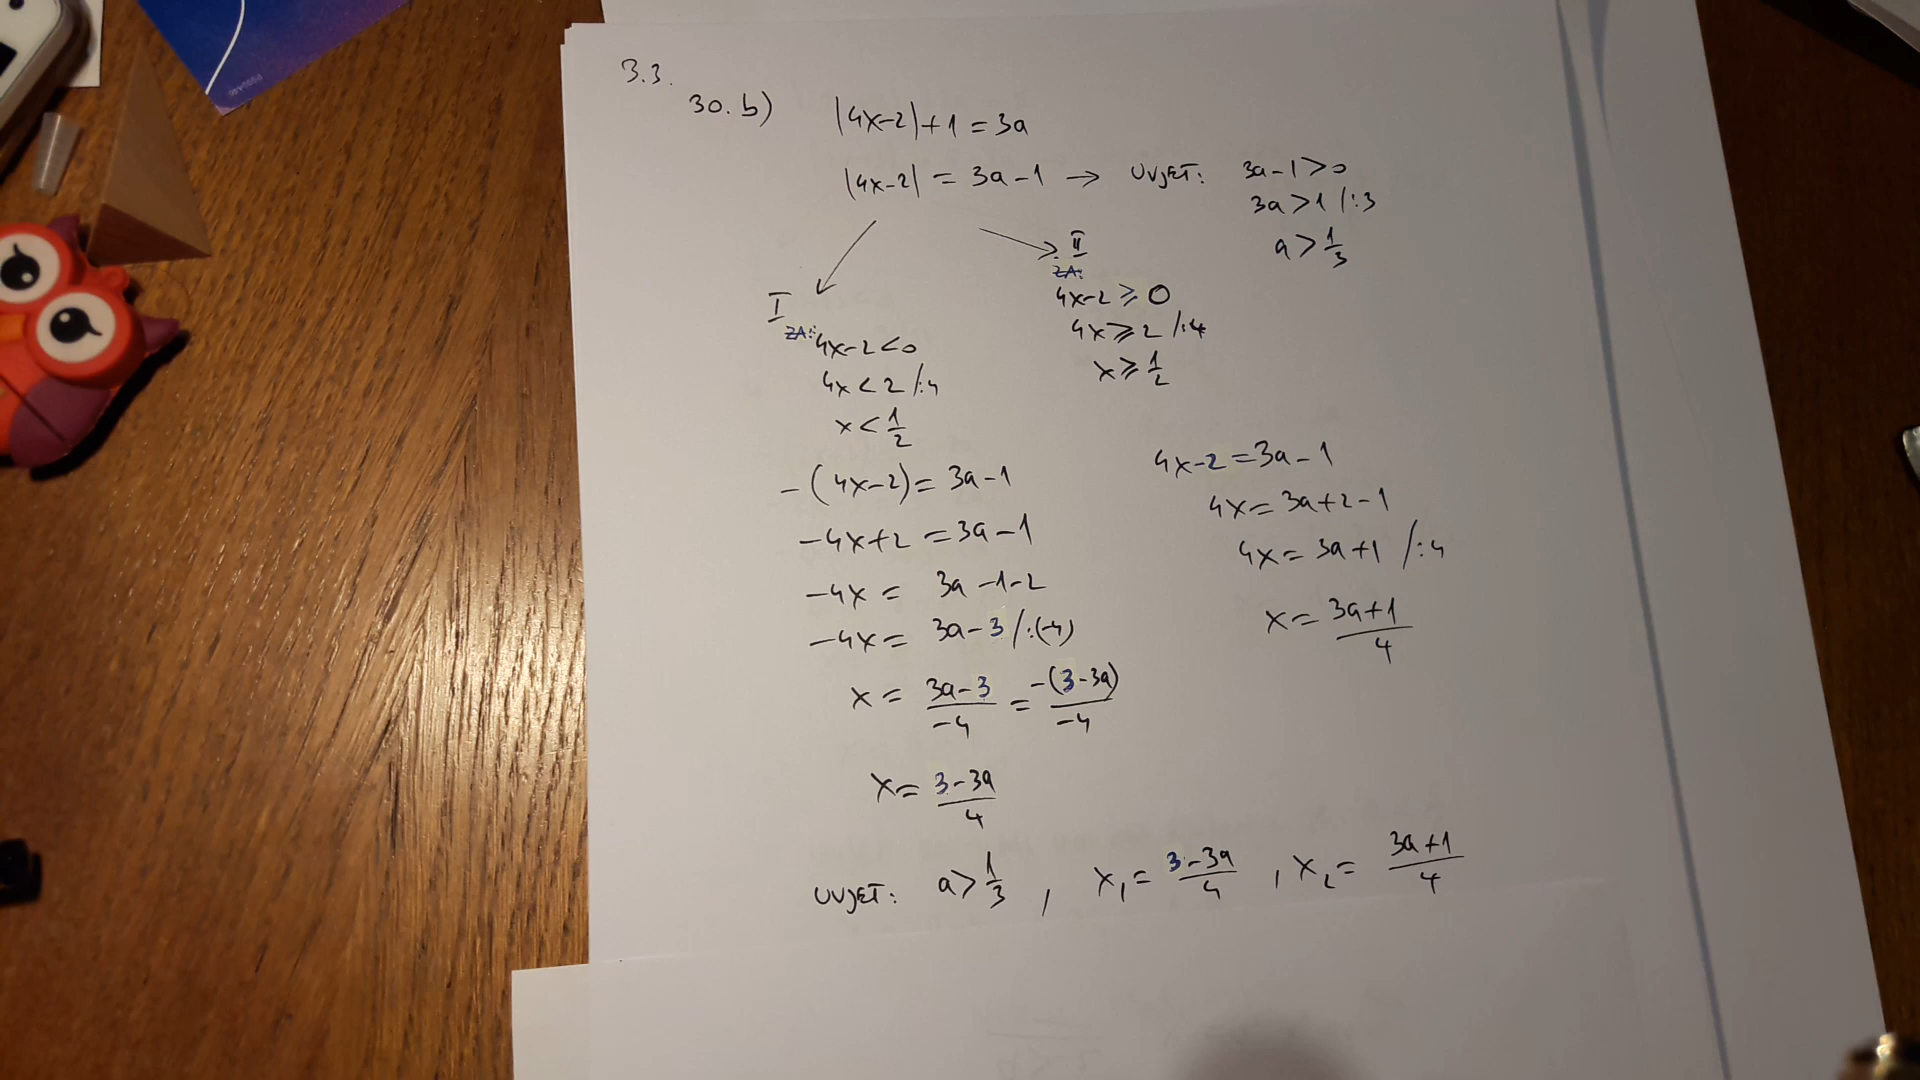 3.3.
30. b) |4x-2|+1=3a
|4x-2| = 3a-1 → UVJET: 3a-1>0
3a>1 /:3
a > 1/3
I
ZA: 4x-2<0
4x<2 /:4
x < 1/2
-(4x-2)=3a-1
-4x+2=3a-1
-4x= 3a-1-2
-4x= 3a-3 /:(-4)
x = (3a-3)/(-4) = (-(3-3a))/(-4)
x = (3-3a)/4
II
ZA:
4x-2 ≥ 0
4x ≥ 2 /:4
x ≥ 1/2
4x-2=3a-1
4x=3a+2-1
4x=3a+1 /:4
x = (3a+1)/4
UVJET: a > 1/3 , x₁ = (3-3a)/4 , x₂ = (3a+1)/4